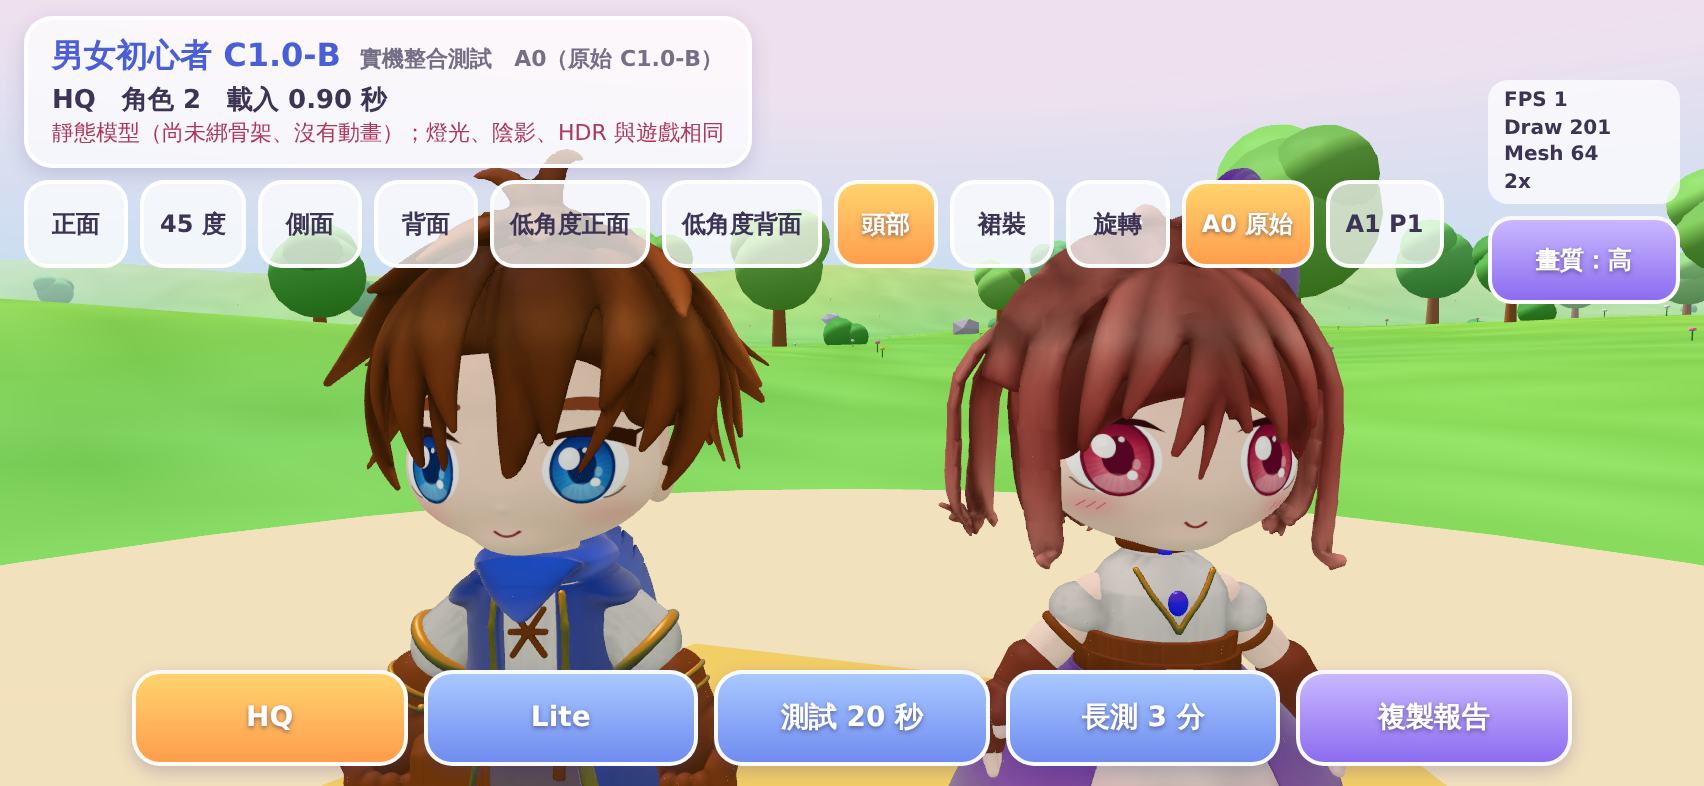 男女初心者 C1.0-B 實機整合測試 A0（原始 C1.0-B）
HQ 角色 2 載入 0.90 秒
靜態模型（尚未綁骨架、沒有動畫）；燈光、陰影、HDR 與遊戲相同
FPS 1
Draw 201
Mesh 64
2x
正面 45 度 側面 背面 低角度正面 低角度背面 頭部 裙裝 旋轉 A0 原始 A1 P1
畫質：高
HQ Lite 測試 20 秒 長測 3 分 複製報告